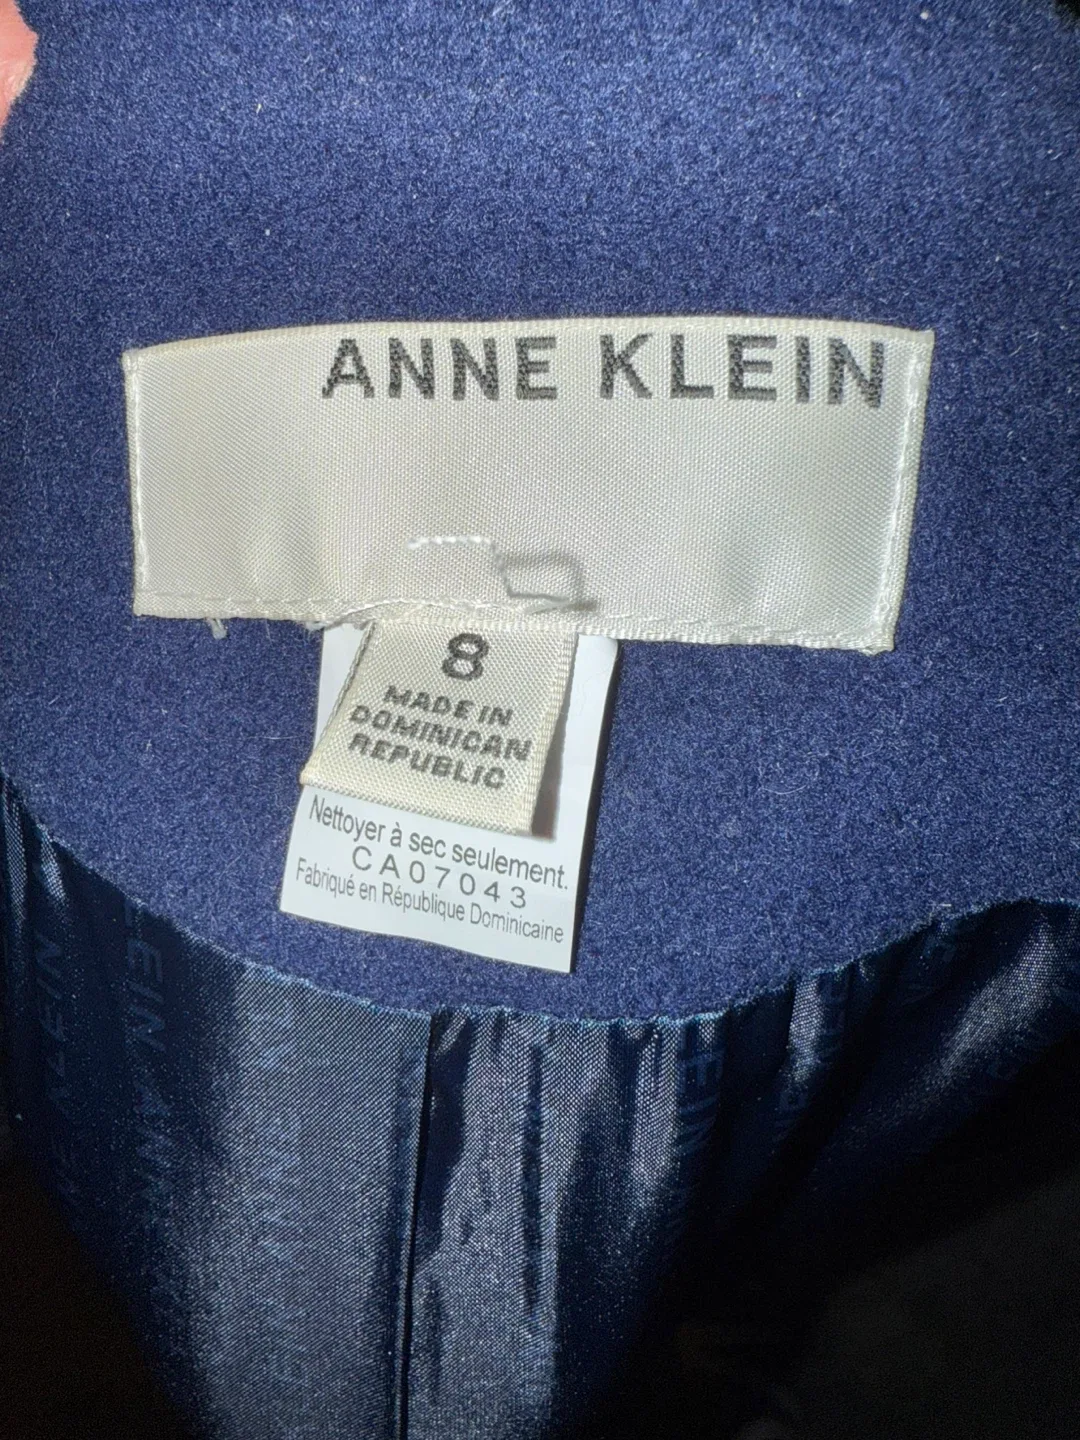 ANNE KLEIN
8
MADE IN
DOMINICAN
REPUBLIC
Nettoyer à sec seulement.
CA07043
Fabriqué en République Dominicaine